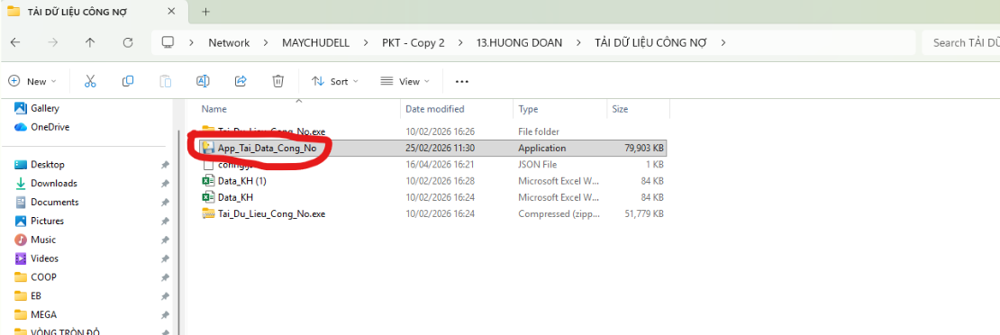 TẢI DỮ LIỆU CÔNG NỢ
Network > MAYCHUDELL > PKT - Copy 2 > 13.HUONG DOAN > TẢI DỮ LIỆU CÔNG NỢ >
Search TẢI DỮ
New
Sort
View
Gallery
OneDrive
Desktop
Downloads
Documents
Pictures
Music
Videos
COOP
EB
MEGA
VÒNG TRÒN ĐỎ
Name Date modified Type Size
Tai_Du_Lieu_Cong_No.exe 10/02/2026 16:26 File folder
App_Tai_Data_Cong_No 25/02/2026 11:30 Application 79,903 KB
16/04/2026 16:21 JSON File 1 KB
Data_KH (1) 10/02/2026 16:28 Microsoft Excel W... 84 KB
Data_KH 10/02/2026 16:24 Microsoft Excel W... 84 KB
Tai_Du_Lieu_Cong_No.exe 10/02/2026 16:24 Compressed (zipp... 51,779 KB